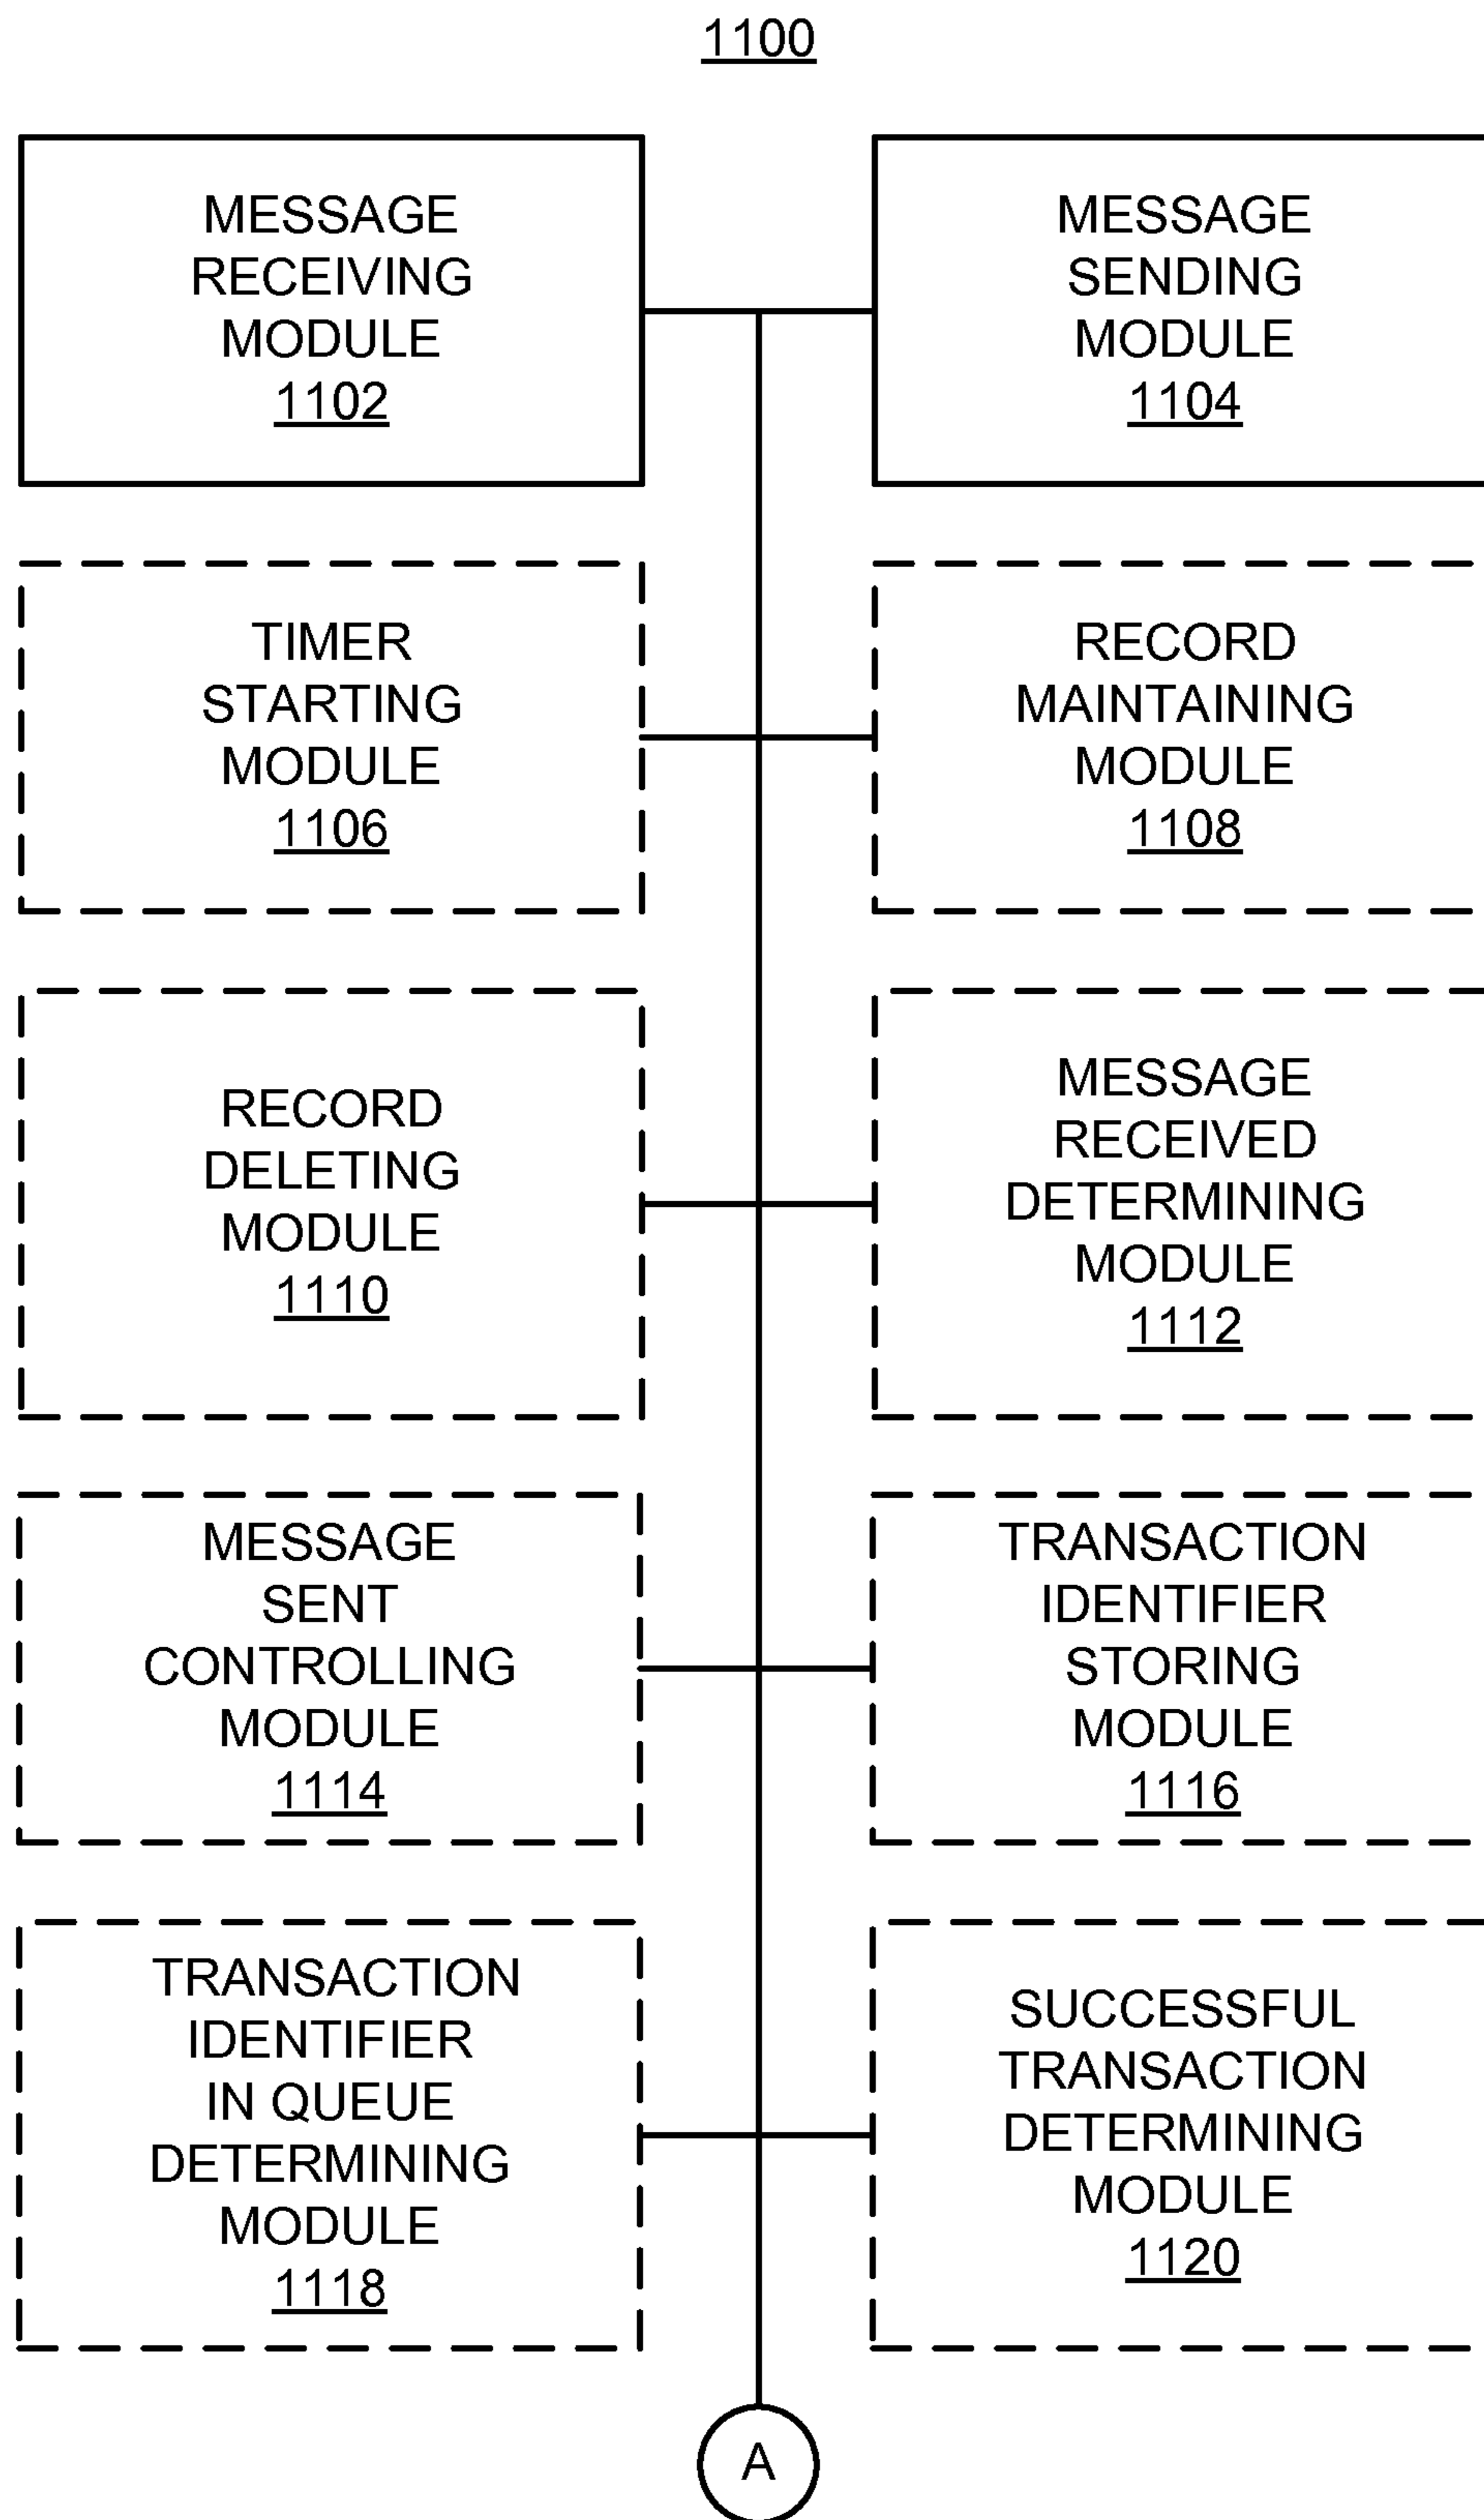 1100
MESSAGE
RECEIVING
MODULE
1102
MESSAGE
SENDING
MODULE
1104
TIMER
STARTING
MODULE
1106
RECORD
MAINTAINING
MODULE
1108
RECORD
DELETING
MODULE
1110
MESSAGE
RECEIVED
DETERMINING
MODULE
1112
MESSAGE
SENT
CONTROLLING
MODULE
1114
TRANSACTION
IDENTIFIER
STORING
MODULE
1116
TRANSACTION
IDENTIFIER
IN QUEUE
DETERMINING
MODULE
1118
SUCCESSFUL
TRANSACTION
DETERMINING
MODULE
1120
A